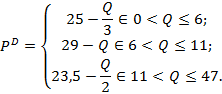 25 − Q/3 ∈ 0 < Q ≤ 6;
P^D = { 29 − Q ∈ 6 < Q ≤ 11;
23,5 − Q/2 ∈ 11 < Q ≤ 47.